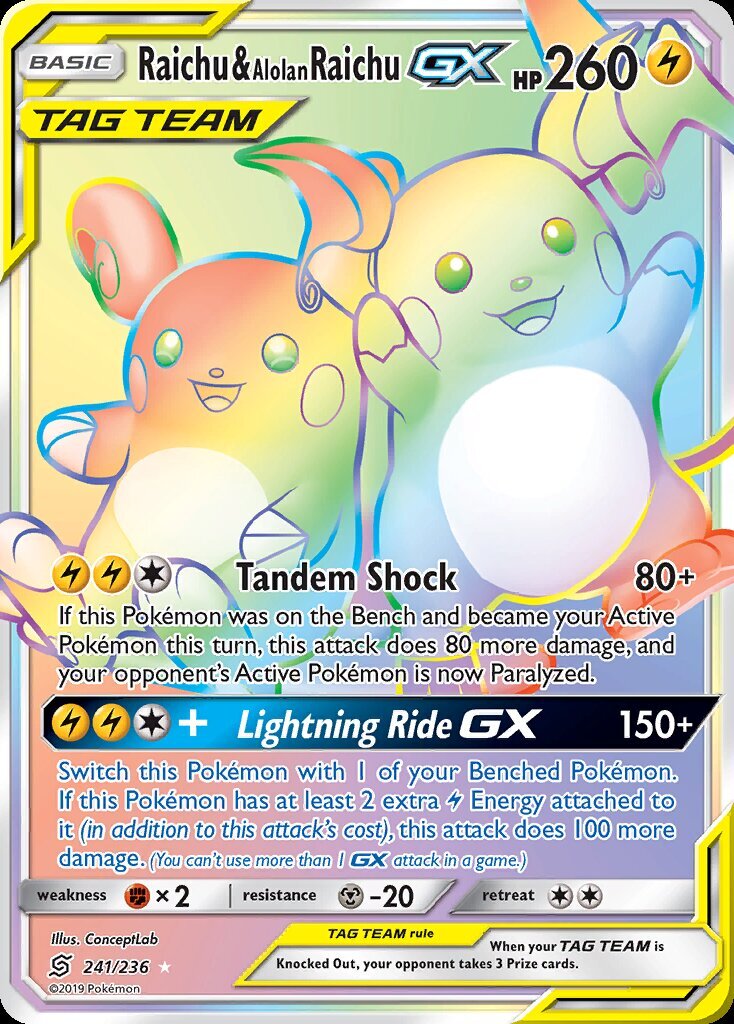 BASIC Raichu & Alolan Raichu GX HP 260
TAG TEAM
Tandem Shock 80+
If this Pokémon was on the Bench and became your Active
Pokémon this turn, this attack does 80 more damage, and
your opponent's Active Pokémon is now Paralyzed.
+ Lightning Ride GX 150+
Switch this Pokémon with 1 of your Benched Pokémon.
If this Pokémon has at least 2 extra Energy attached to
it (in addition to this attack's cost), this attack does 100 more
damage. (You can't use more than 1 GX attack in a game.)
weakness ×2 resistance -20 retreat
Illus. ConceptLab
241/236
©2019 Pokémon
TAG TEAM rule
When your TAG TEAM is
Knocked Out, your opponent takes 3 Prize cards.